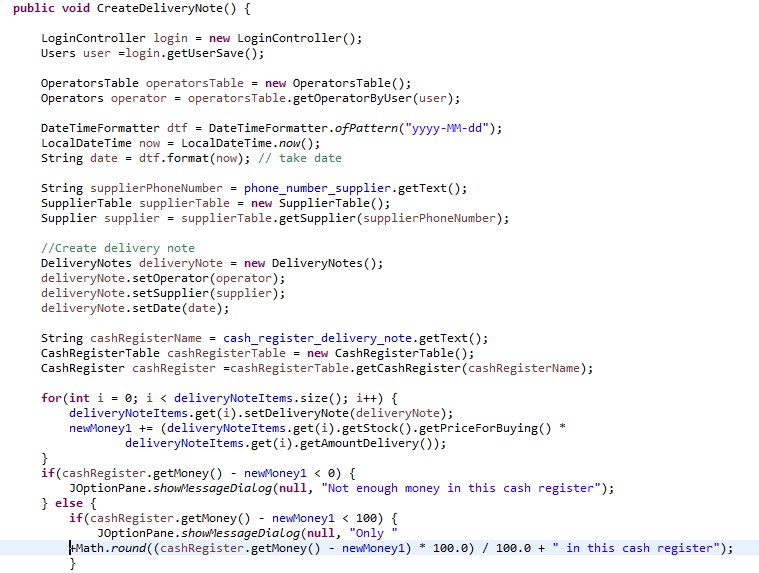 public void CreateDeliveryNote() {
LoginController login = new LoginController();
Users user =login.getUserSave();
OperatorsTable operatorsTable = new OperatorsTable();
Operators operator = operatorsTable.getOperatorByUser(user);
DateTimeFormatter dtf = DateTimeFormatter.ofPattern("yyyy-MM-dd");
LocalDateTime now = LocalDateTime.now();
String date = dtf.format(now); // take date
String supplierPhoneNumber = phone_number_supplier.getText();
SupplierTable supplierTable = new SupplierTable();
Supplier supplier = supplierTable.getSupplier(supplierPhoneNumber);
//Create delivery note
DeliveryNotes deliveryNote = new DeliveryNotes();
deliveryNote.setOperator(operator);
deliveryNote.setSupplier(supplier);
deliveryNote.setDate(date);
String cashRegisterName = cash_register_delivery_note.getText();
CashRegisterTable cashRegisterTable = new CashRegisterTable();
CashRegister cashRegister =cashRegisterTable.getCashRegister(cashRegisterName);
for(int i = 0; i < deliveryNoteItems.size(); i++) {
deliveryNoteItems.get(i).setDeliveryNote(deliveryNote);
newMoney1 += (deliveryNoteItems.get(i).getStock().getPriceForBuying() *
deliveryNoteItems.get(i).getAmountDelivery());
}
if(cashRegister.getMoney() - newMoney1 < 0) {
JOptionPane.showMessageDialog(null, "Not enough money in this cash register");
} else {
if(cashRegister.getMoney() - newMoney1 < 100) {
JOptionPane.showMessageDialog(null, "Only "
+Math.round((cashRegister.getMoney() - newMoney1) * 100.0) / 100.0 + " in this cash register");
}